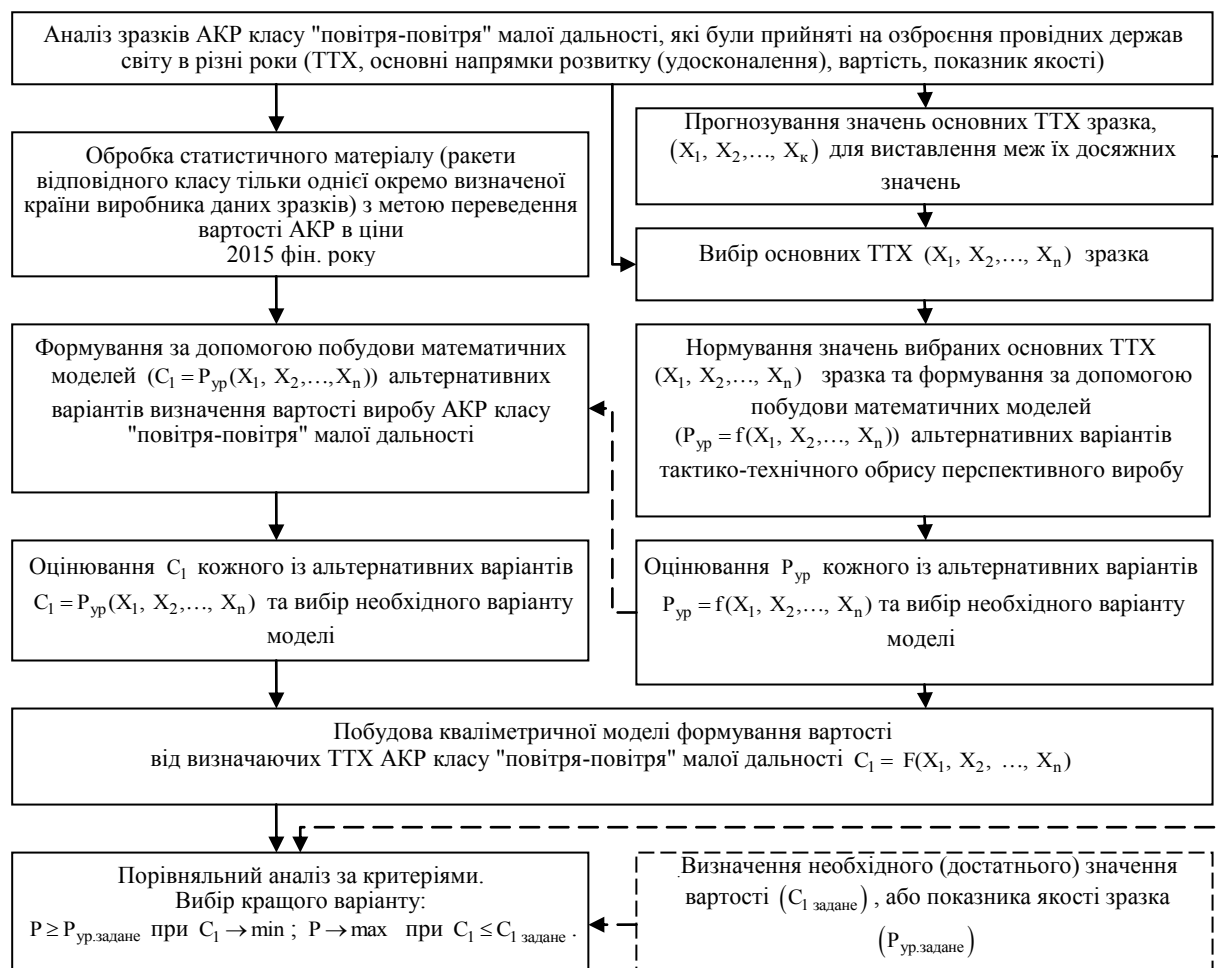 Аналіз зразків АКР класу "повітря-повітря" малої дальності, які були прийняті на озброєння провідних держав
світу в різні роки (ТТХ, основні напрямки розвитку (удосконалення), вартість, показник якості)
Обробка статистичного матеріалу (ракети
відповідного класу тільки однієї окремо визначеної
країни виробника даних зразків) з метою переведення
вартості АКР в ціни
2015 фін. року
Прогнозування значень основних ТТХ зразка,
(X₁, X₂,…, Xₖ) для виставлення меж їх досяжних
значень
Вибір основних ТТХ (X₁, X₂,…, Xₙ) зразка
Формування за допомогою побудови математичних
моделей (C₁ = P_ур(X₁, X₂,…,Xₙ)) альтернативних
варіантів визначення вартості виробу АКР класу
"повітря-повітря" малої дальності
Нормування значень вибраних основних ТТХ
(X₁, X₂,…, Xₙ) зразка та формування за допомогою
побудови математичних моделей
(P_ур = f(X₁, X₂,…, Xₙ)) альтернативних варіантів
тактико-технічного обрису перспективного виробу
Оцінювання C₁ кожного із альтернативних варіантів
C₁ = P_ур(X₁, X₂,…, Xₙ) та вибір необхідного варіанту
моделі
Оцінювання P_ур кожного із альтернативних варіантів
P_ур = f(X₁, X₂,…, Xₙ) та вибір необхідного варіанту
моделі
Побудова кваліметричної моделі формування вартості
від визначаючих ТТХ АКР класу "повітря-повітря" малої дальності C₁ = F(X₁, X₂, …, Xₙ)
Порівняльний аналіз за критеріями.
Вибір кращого варіанту:
P ≥ P_ур.задане при C₁ → min ; P → max при C₁ ≤ C₁ задане .
Визначення необхідного (достатнього) значення
вартості (C₁ задане) , або показника якості зразка
(P_ур.задане)